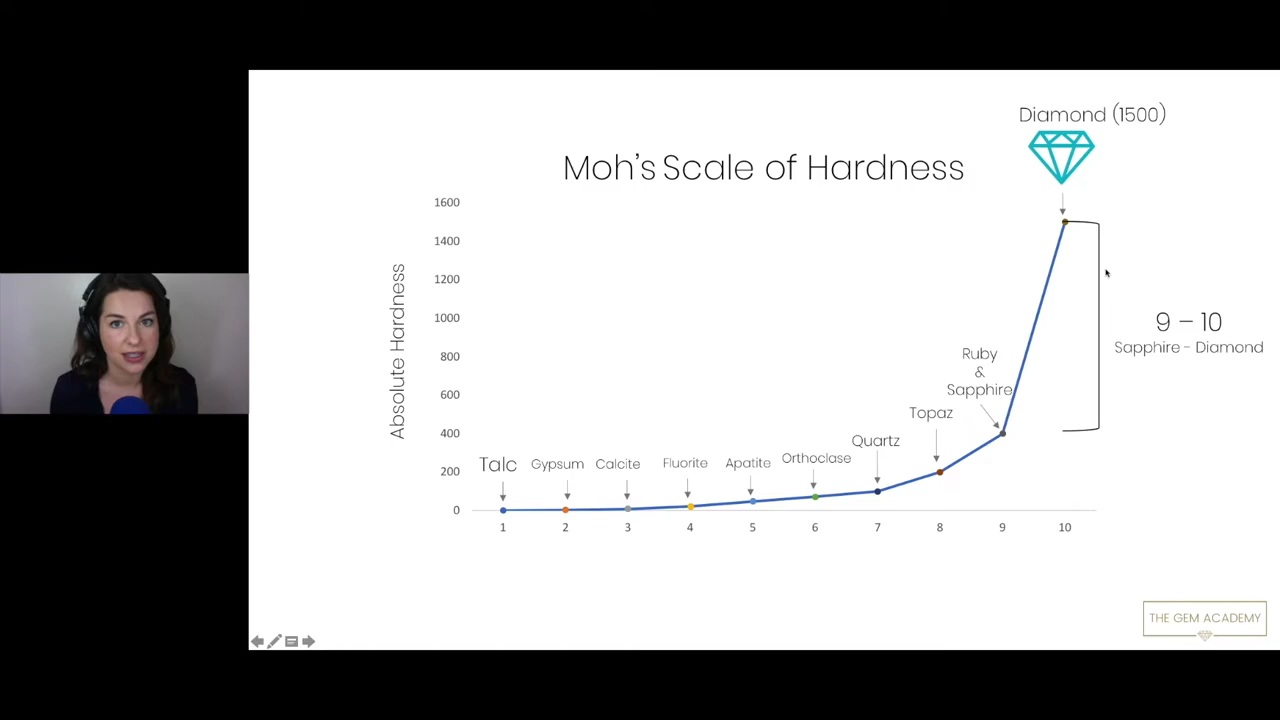 Diamond (1500)
Moh's Scale of Hardness
1600
1400
1200
1000
800
600
400
200
0
Absolute Hardness
9 – 10
Sapphire - Diamond
Ruby
&
Sapphire
Topaz
Quartz
Orthoclase
Apatite
Fluorite
Calcite
Gypsum
Talc
1 2 3 4 5 6 7 8 9 10
THE GEM ACADEMY